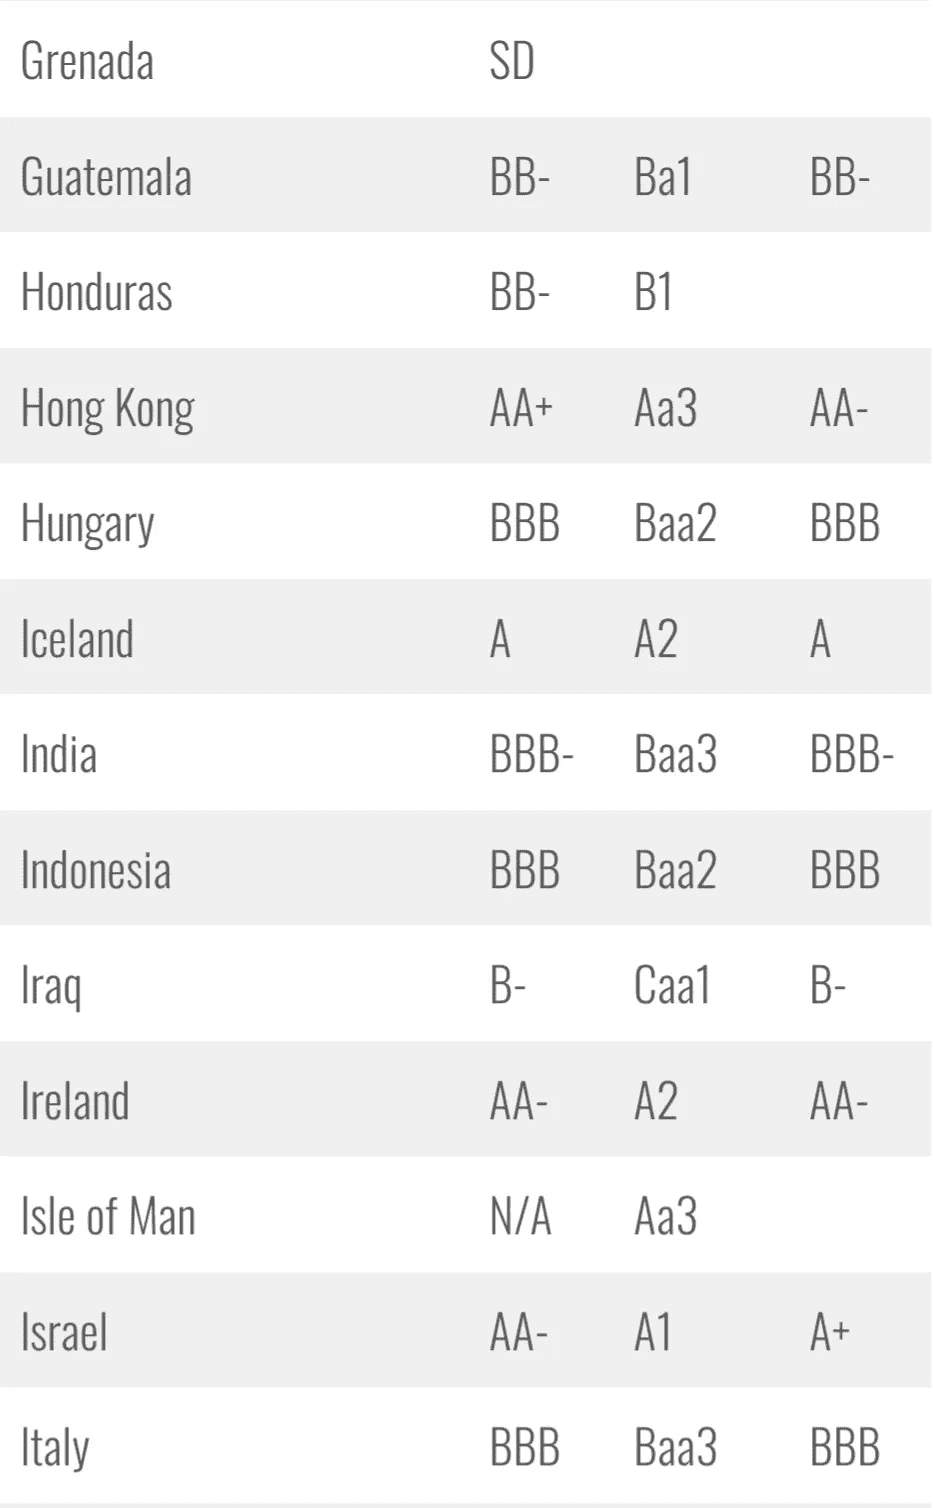 Grenada SD
Guatemala BB- Ba1 BB-
Honduras BB- B1
Hong Kong AA+ Aa3 AA-
Hungary BBB Baa2 BBB
Iceland A A2 A
India BBB- Baa3 BBB-
Indonesia BBB Baa2 BBB
Iraq B- Caa1 B-
Ireland AA- A2 AA-
Isle of Man N/A Aa3
Israel AA- A1 A+
Italy BBB Baa3 BBB